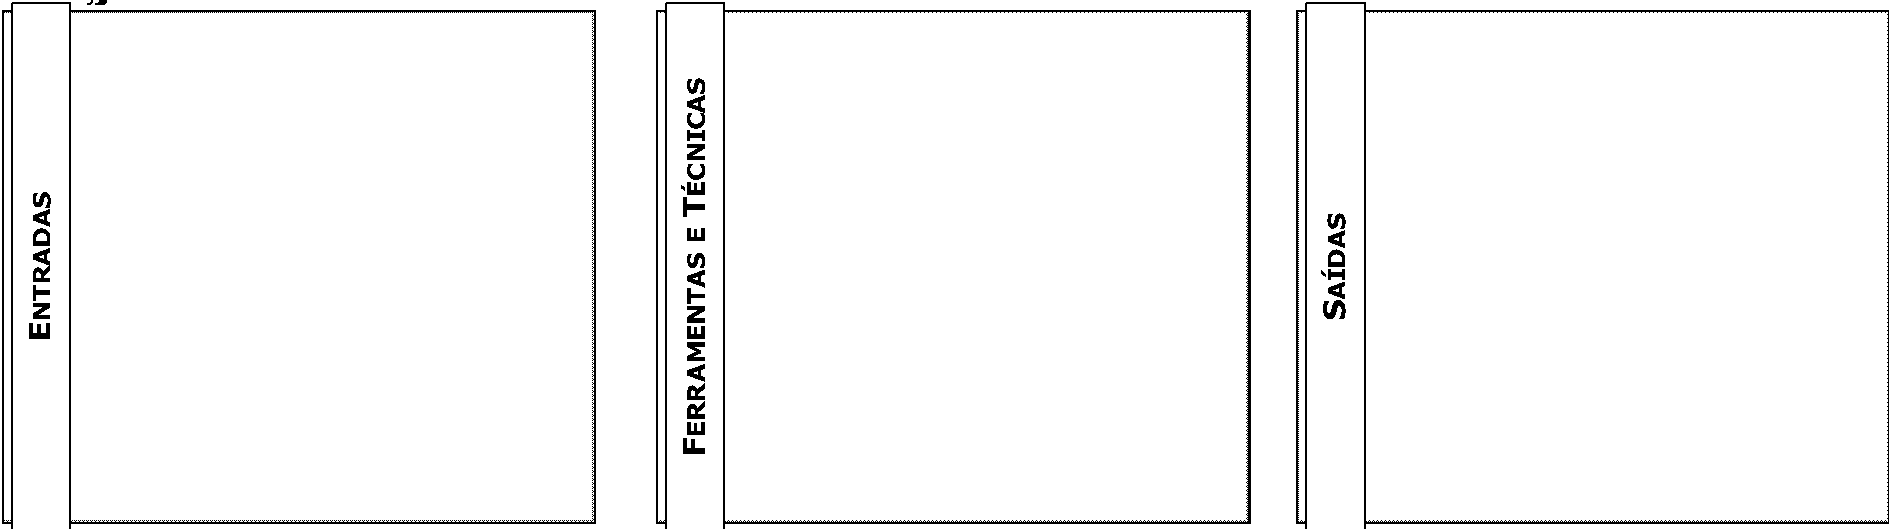 ENTRADAS
FERRAMENTAS E TÉCNICAS
SAÍDAS